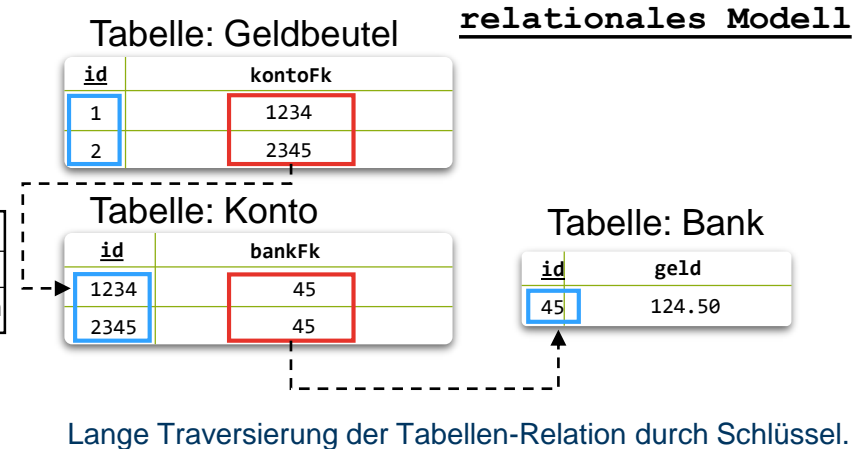 relationales Modell
Tabelle: Geldbeutel
id kontoFk
1 1234
2 2345
Tabelle: Konto
id bankFk
1234 45
2345 45
Tabelle: Bank
id geld
45 124.50
Lange Traversierung der Tabellen-Relation durch Schlüssel.